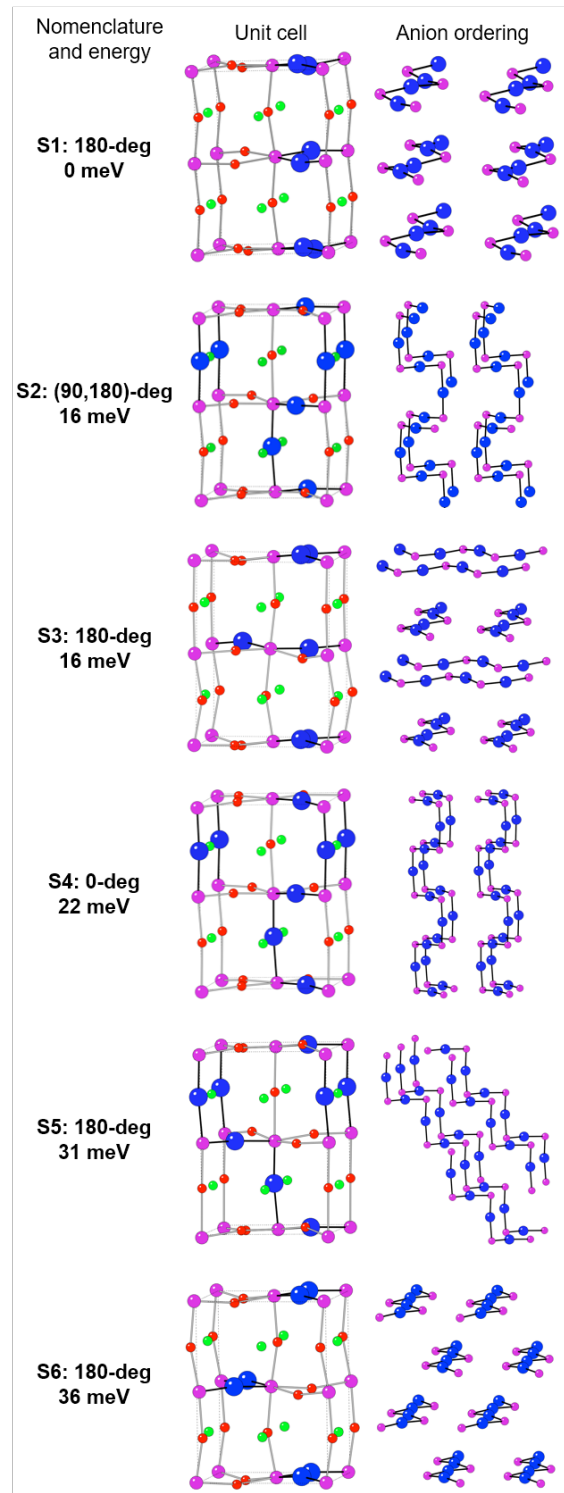 Nomenclature
and energy
Unit cell
Anion ordering
S1: 180-deg
0 meV
S2: (90,180)-deg
16 meV
S3: 180-deg
16 meV
S4: 0-deg
22 meV
S5: 180-deg
31 meV
S6: 180-deg
36 meV